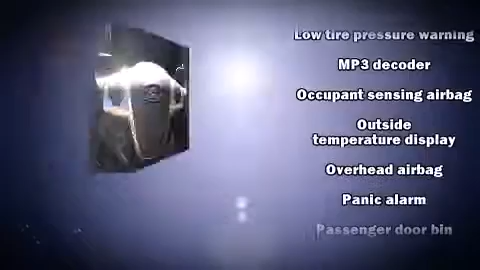 Low tire pressure warning
MP3 decoder
Occupant sensing airbag
Outside
temperature display
Overhead airbag
Panic alarm
Passenger door bin